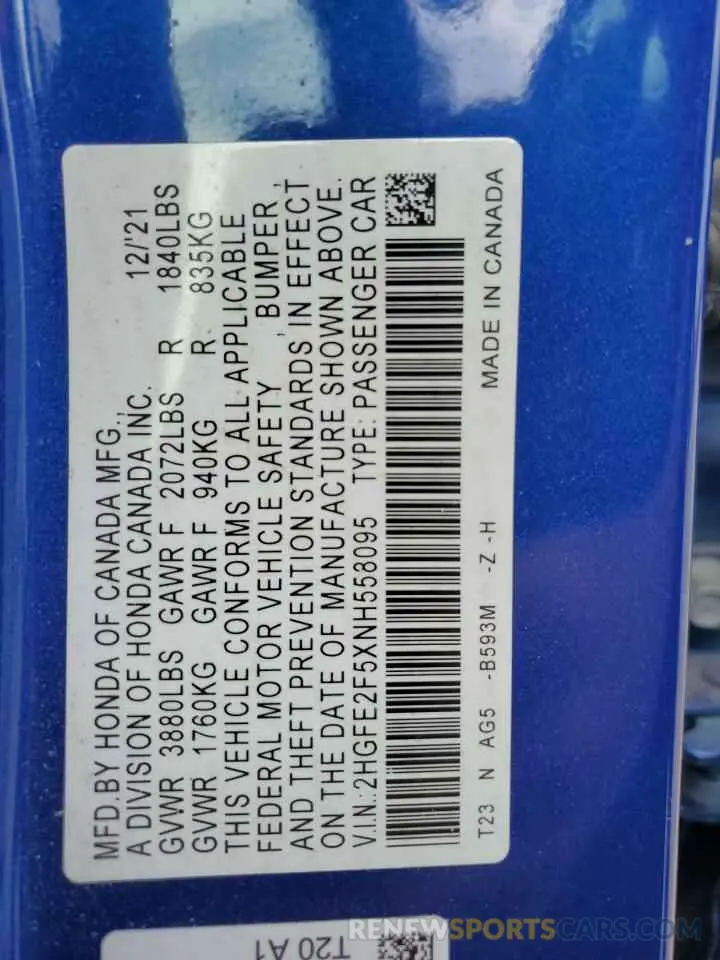 MFD.BY HONDA OF CANADA MFG.,
A DIVISION OF HONDA CANADA INC. 12/'21
GVWR 3880LBS GAWR F 2072LBS R 1840LBS
GVWR 1760KG GAWR F 940KG R 835KG
THIS VEHICLE CONFORMS TO ALL APPLICABLE
FEDERAL MOTOR VEHICLE SAFETY , BUMPER ,
AND THEFT PREVENTION STANDARDS IN EFFECT
ON THE DATE OF MANUFACTURE SHOWN ABOVE.
V.I.N.:2HGFE2F5XNH558095 TYPE: PASSENGER CAR
T23 N AG5 -B593M -Z -H MADE IN CANADA
T20 A1
RENEWSPORTSCARS.COM